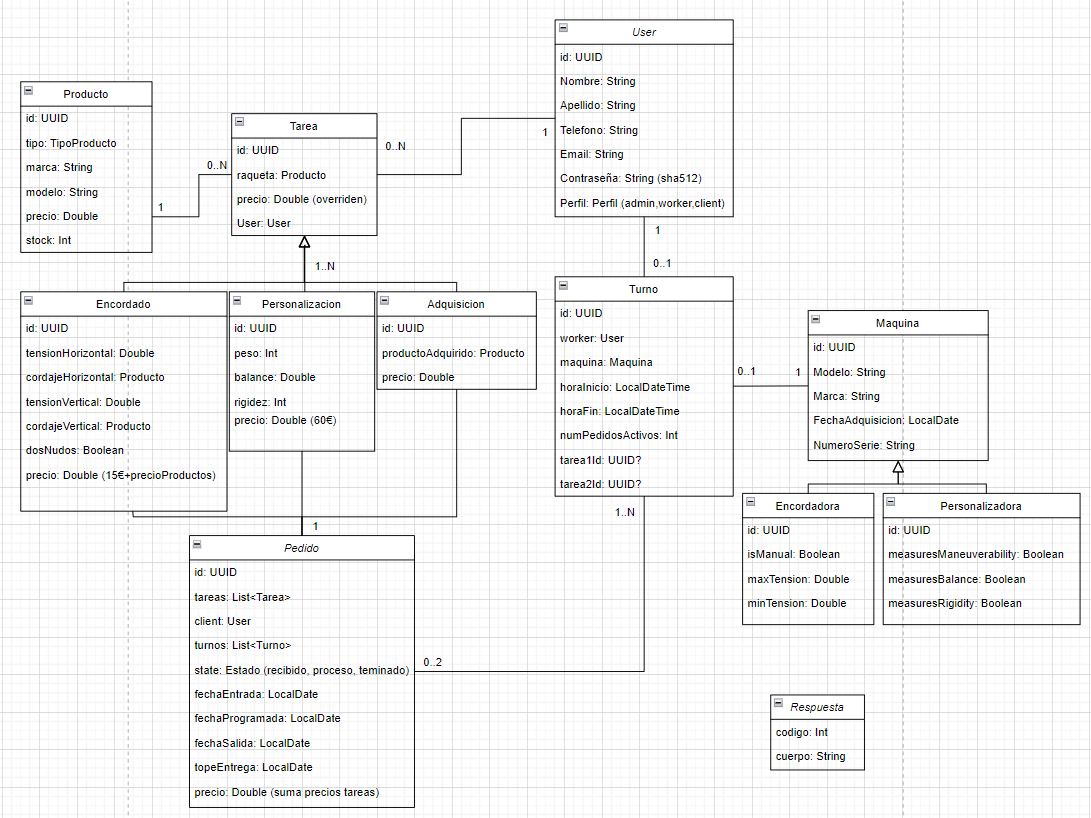 User
id: UUID
Nombre: String
Apellido: String
Telefono: String
Email: String
Contraseña: String (sha512)
Perfil: Perfil (admin,worker,client)
1
1
0..1
Producto
id: UUID
tipo: TipoProducto
marca: String
modelo: String
precio: Double
stock: Int
1
0..N
Tarea
id: UUID
raqueta: Producto
precio: Double (overriden)
User: User
0..N
1..N
Encordado
id: UUID
tensionHorizontal: Double
cordajeHorizontal: Producto
tensionVertical: Double
cordajeVertical: Producto
dosNudos: Boolean
precio: Double (15€+precioProductos)
Personalizacion
id: UUID
peso: Int
balance: Double
rigidez: Int
precio: Double (60€)
Adquisicion
id: UUID
productoAdquirido: Producto
precio: Double
1
Turno
id: UUID
worker: User
maquina: Maquina
horaInicio: LocalDateTime
horaFin: LocalDateTime
numPedidosActivos: Int
tarea1Id: UUID?
tarea2Id: UUID?
0..1
1
1..N
Maquina
id: UUID
Modelo: String
Marca: String
FechaAdquisicion: LocalDate
NumeroSerie: String
Encordadora
id: UUID
isManual: Boolean
maxTension: Double
minTension: Double
Personalizadora
id: UUID
measuresManeuverability: Boolean
measuresBalance: Boolean
measuresRigidity: Boolean
Pedido
id: UUID
tareas: List<Tarea>
client: User
turnos: List<Turno>
state: Estado (recibido, proceso, teminado)
fechaEntrada: LocalDate
fechaProgramada: LocalDate
fechaSalida: LocalDate
topeEntrega: LocalDate
precio: Double (suma precios tareas)
0..2
Respuesta
codigo: Int
cuerpo: String